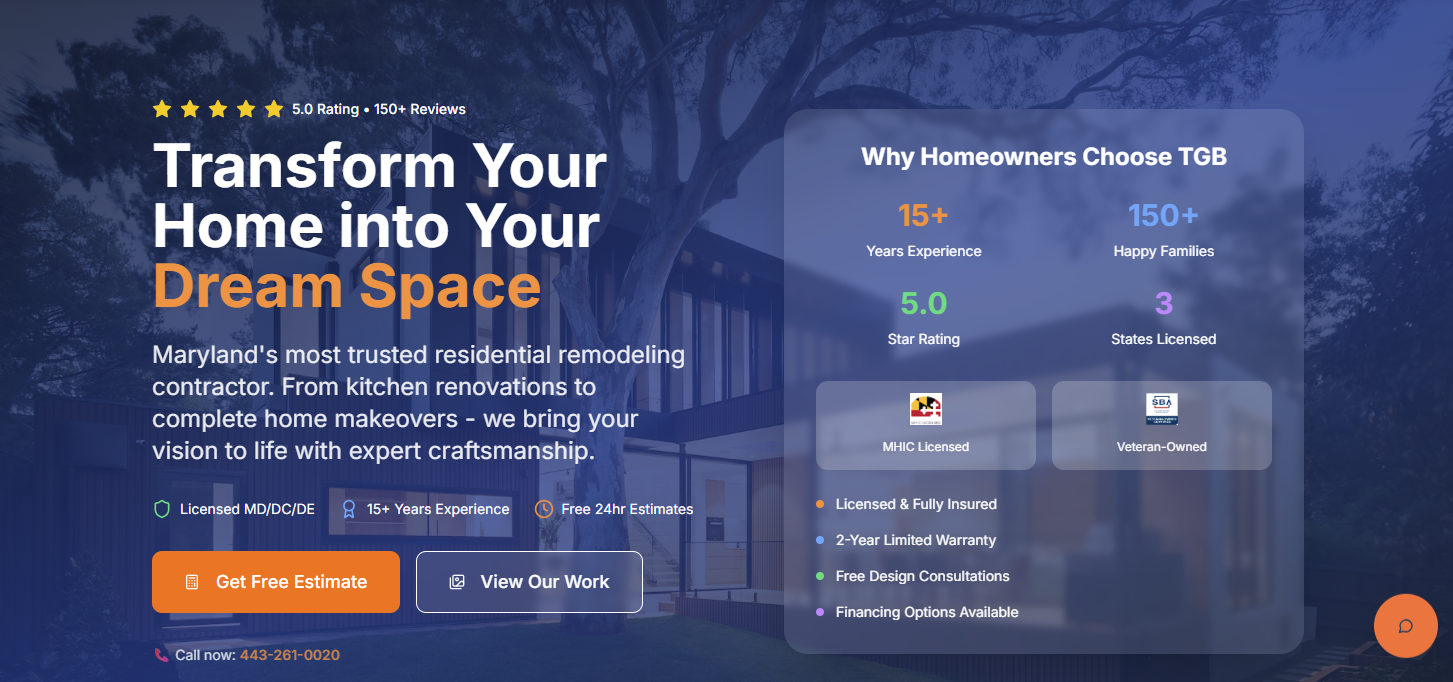 5.0 Rating • 150+ Reviews
Transform Your
Home into Your
Dream Space
Maryland's most trusted residential remodeling
contractor. From kitchen renovations to
complete home makeovers - we bring your
vision to life with expert craftsmanship.
Licensed MD/DC/DE
15+ Years Experience
Free 24hr Estimates
Get Free Estimate
View Our Work
Call now: 443-261-0020
Why Homeowners Choose TGB
15+
Years Experience
150+
Happy Families
5.0
Star Rating
3
States Licensed
MHIC Licensed
SBA
Veteran-Owned
Licensed & Fully Insured
2-Year Limited Warranty
Free Design Consultations
Financing Options Available